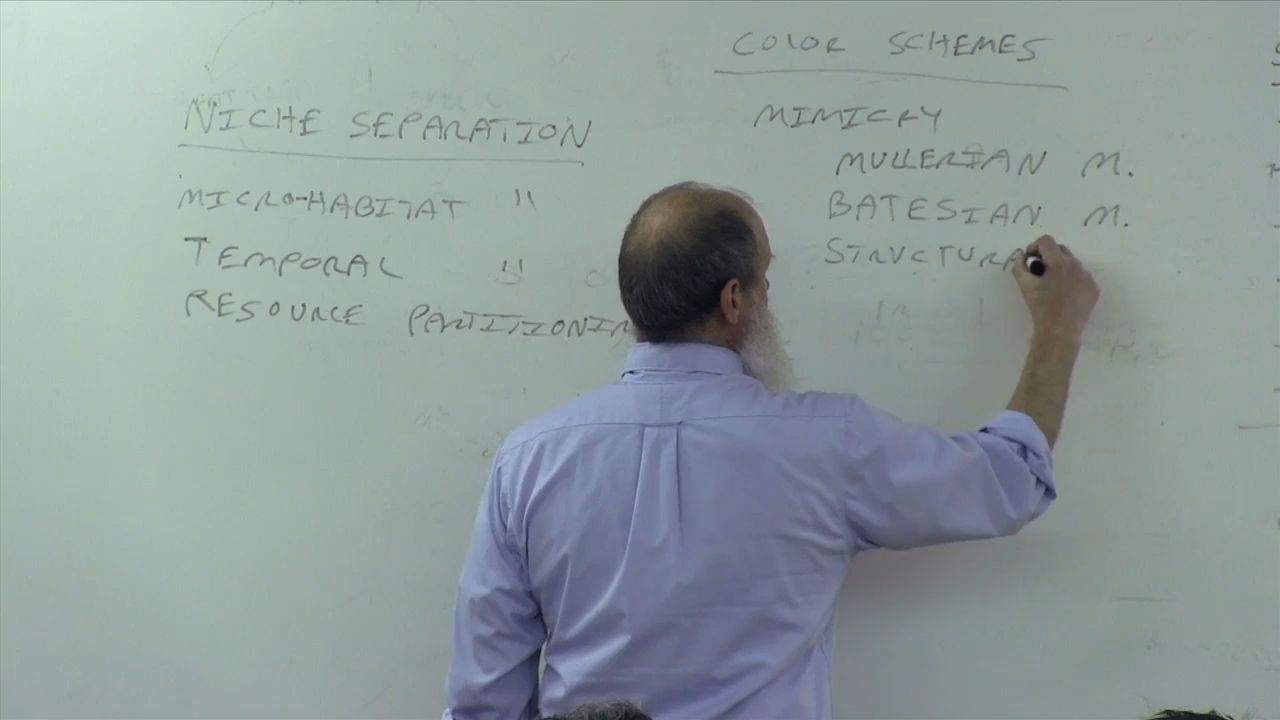 NICHE SEPARATION
MICRO-HABITAT "
TEMPORAL "
RESOURCE PARTITIONIN
COLOR SCHEMES
MIMICRY
MULLERIAN M.
BATESIAN M.
STRUCTURA